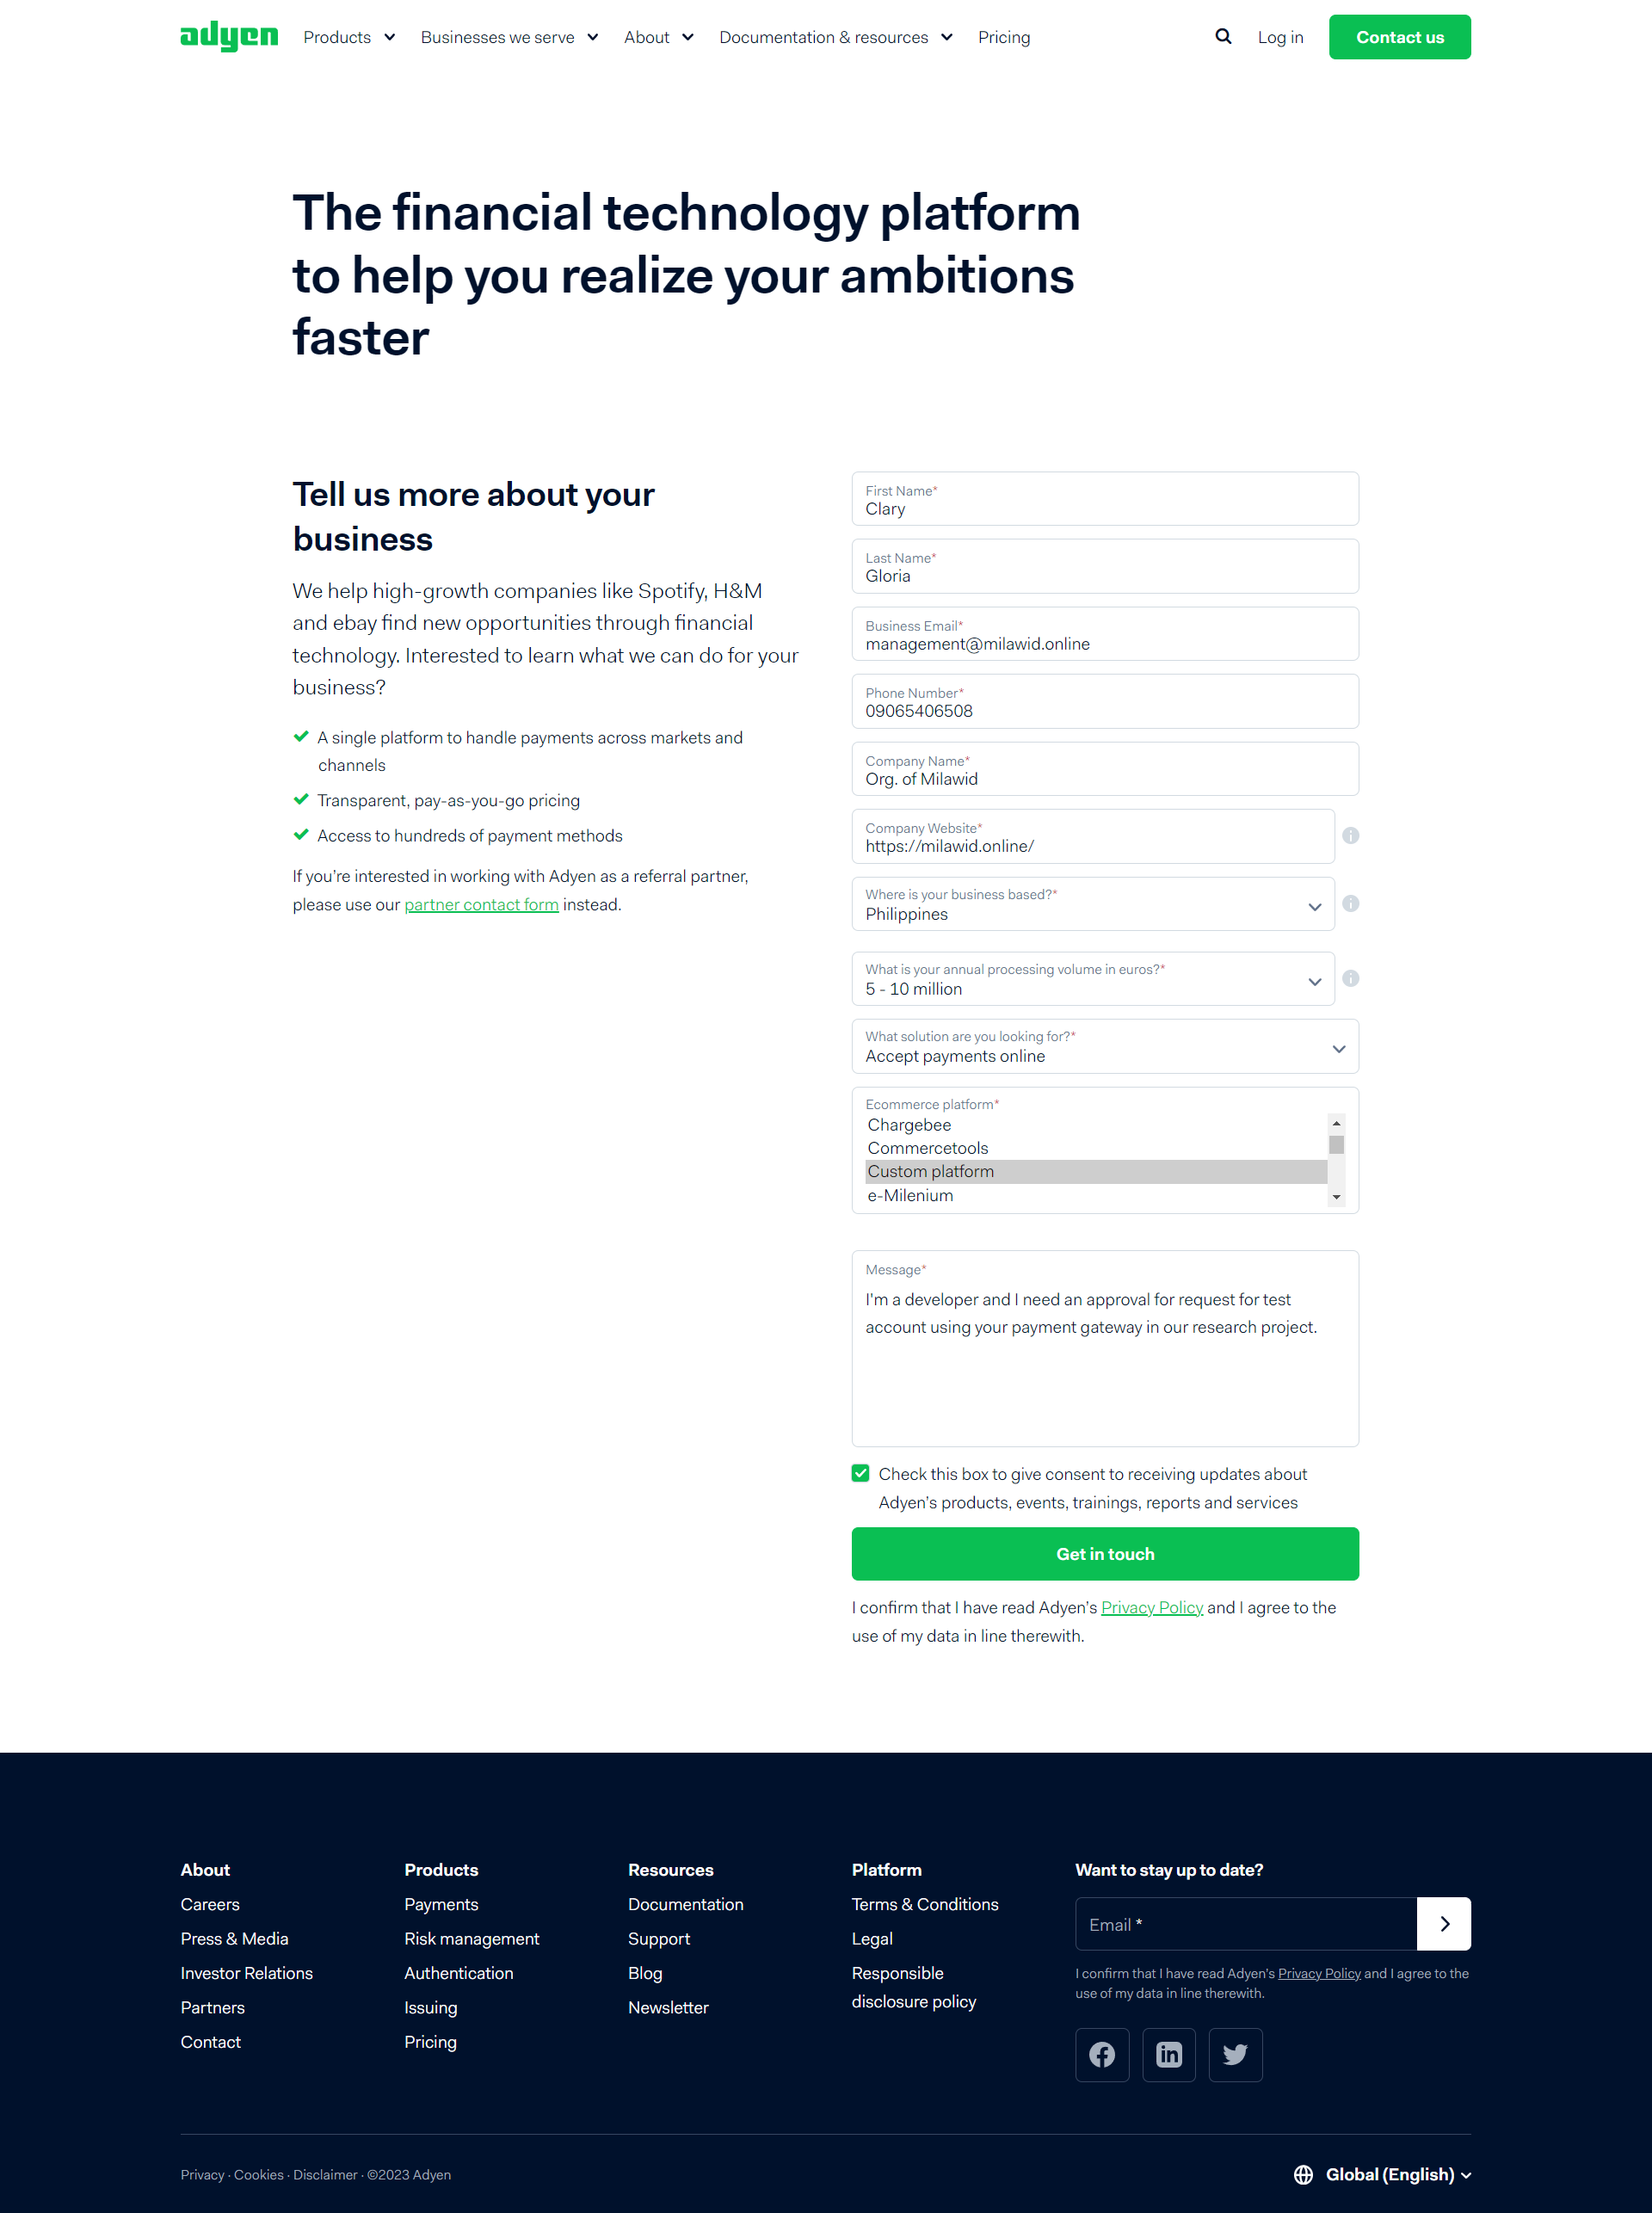 adyen Products Businesses we serve About Documentation & resources Pricing Log in Contact us
The financial technology platform
to help you realize your ambitions
faster
Tell us more about your
business
We help high-growth companies like Spotify, H&M
and ebay find new opportunities through financial
technology. Interested to learn what we can do for your
business?
A single platform to handle payments across markets and
channels
Transparent, pay-as-you-go pricing
Access to hundreds of payment methods
If you’re interested in working with Adyen as a referral partner,
please use our partner contact form instead.
First Name*
Clary
Last Name*
Gloria
Business Email*
management@milawid.online
Phone Number*
09065406508
Company Name*
Org. of Milawid
Company Website*
https://milawid.online/
Where is your business based?*
Philippines
What is your annual processing volume in euros?*
5 - 10 million
What solution are you looking for?*
Accept payments online
Ecommerce platform*
Chargebee
Commercetools
Custom platform
e-Milenium
Message*
I'm a developer and I need an approval for request for test
account using your payment gateway in our research project.
Check this box to give consent to receiving updates about
Adyen’s products, events, trainings, reports and services
Get in touch
I confirm that I have read Adyen’s Privacy Policy and I agree to the
use of my data in line therewith.
About
Careers
Press & Media
Investor Relations
Partners
Contact
Products
Payments
Risk management
Authentication
Issuing
Pricing
Resources
Documentation
Support
Blog
Newsletter
Platform
Terms & Conditions
Legal
Responsible
disclosure policy
Want to stay up to date?
Email *
I confirm that I have read Adyen's Privacy Policy and I agree to the
use of my data in line therewith.
Privacy · Cookies · Disclaimer · ©2023 Adyen
Global (English)